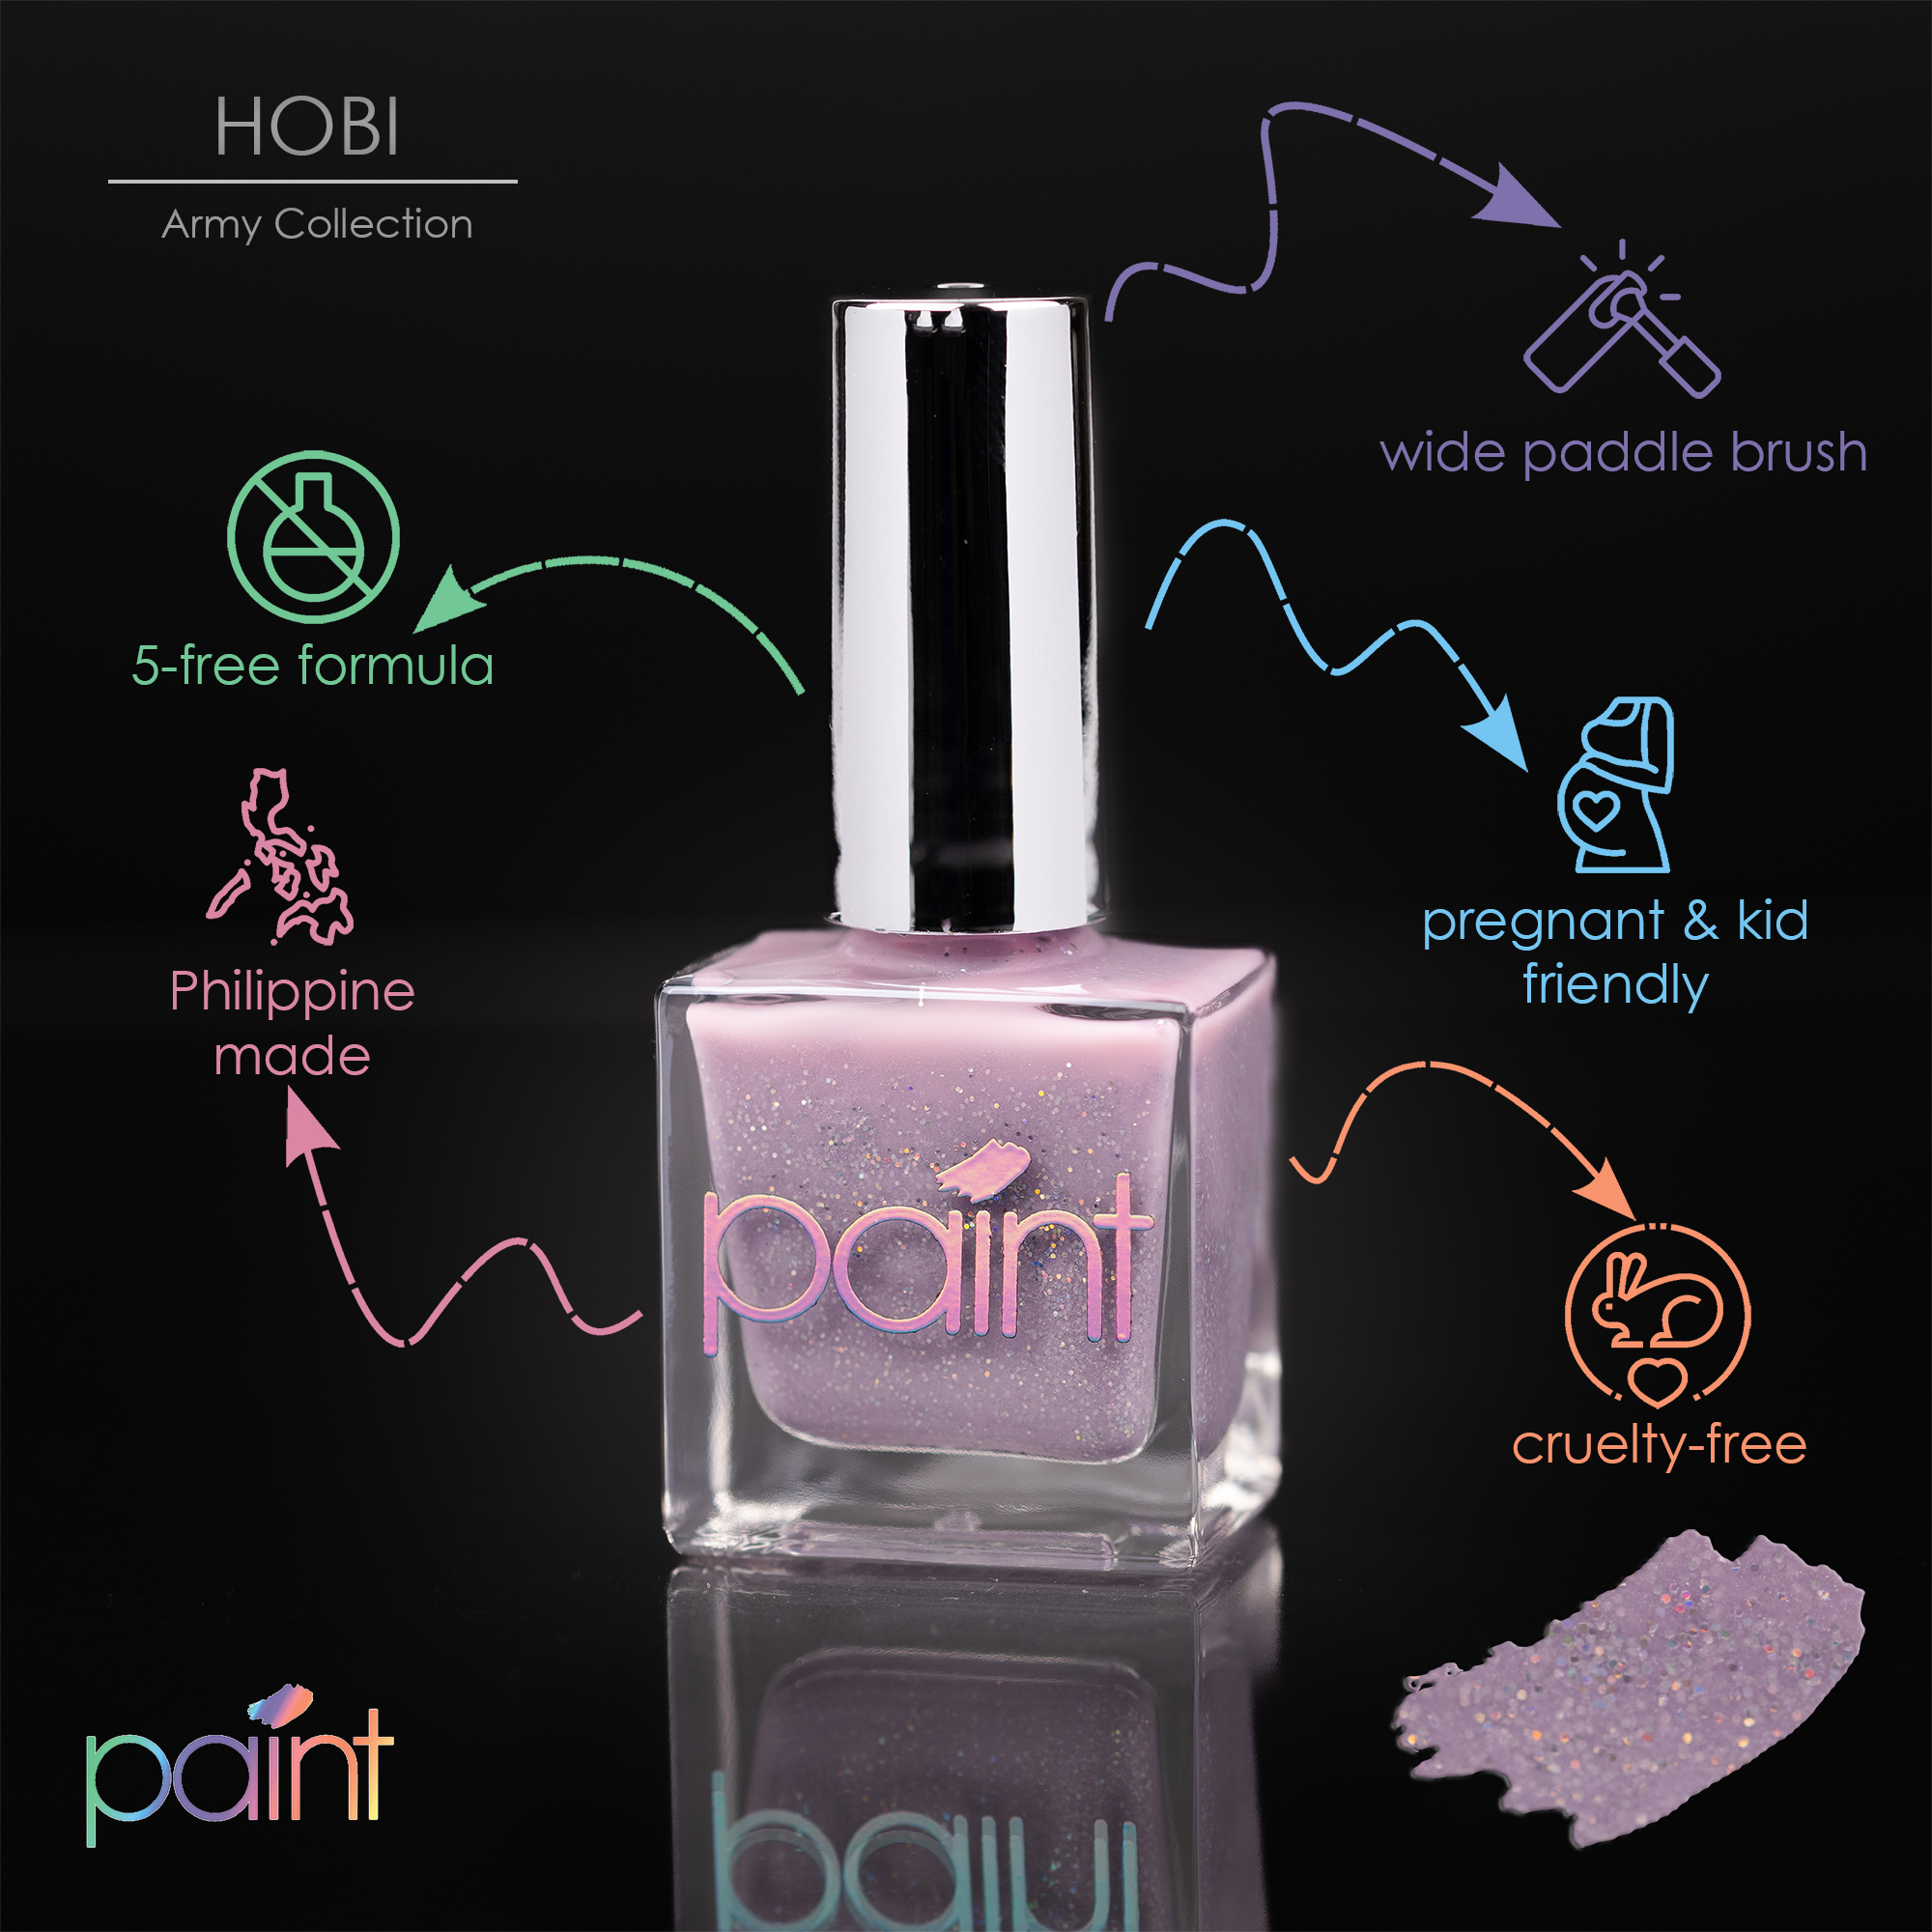 HOBI
Army Collection
wide paddle brush
5-free formula
pregnant & kid
friendly
Philippine
made
paint
cruelty-free
paint